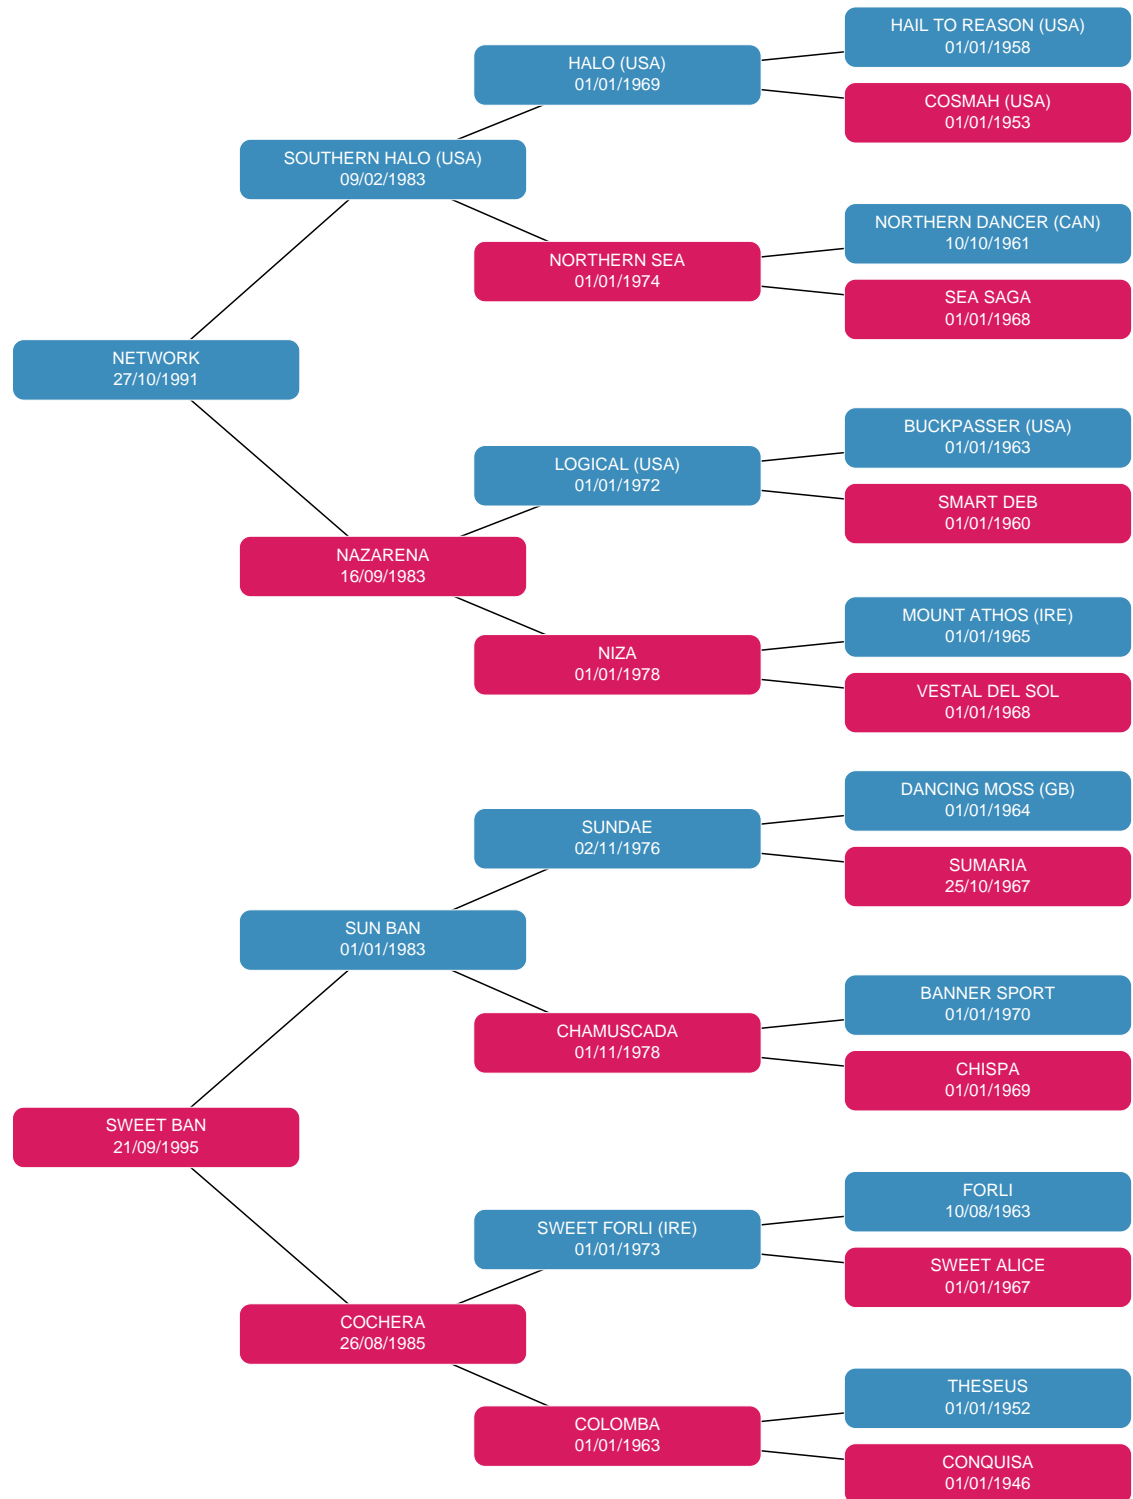 HAIL TO REASON (USA)
01/01/1958
HALO (USA)
01/01/1969
COSMAH (USA)
01/01/1953
SOUTHERN HALO (USA)
09/02/1983
NORTHERN DANCER (CAN)
10/10/1961
NORTHERN SEA
01/01/1974
SEA SAGA
01/01/1968
NETWORK
27/10/1991
BUCKPASSER (USA)
01/01/1963
LOGICAL (USA)
01/01/1972
SMART DEB
01/01/1960
NAZARENA
16/09/1983
MOUNT ATHOS (IRE)
01/01/1965
NIZA
01/01/1978
VESTAL DEL SOL
01/01/1968
DANCING MOSS (GB)
01/01/1964
SUNDAE
02/11/1976
SUMARIA
25/10/1967
SUN BAN
01/01/1983
BANNER SPORT
01/01/1970
CHAMUSCADA
01/11/1978
CHISPA
01/01/1969
SWEET BAN
21/09/1995
FORLI
10/08/1963
SWEET FORLI (IRE)
01/01/1973
SWEET ALICE
01/01/1967
COCHERA
26/08/1985
THESEUS
01/01/1952
COLOMBA
01/01/1963
CONQUISA
01/01/1946